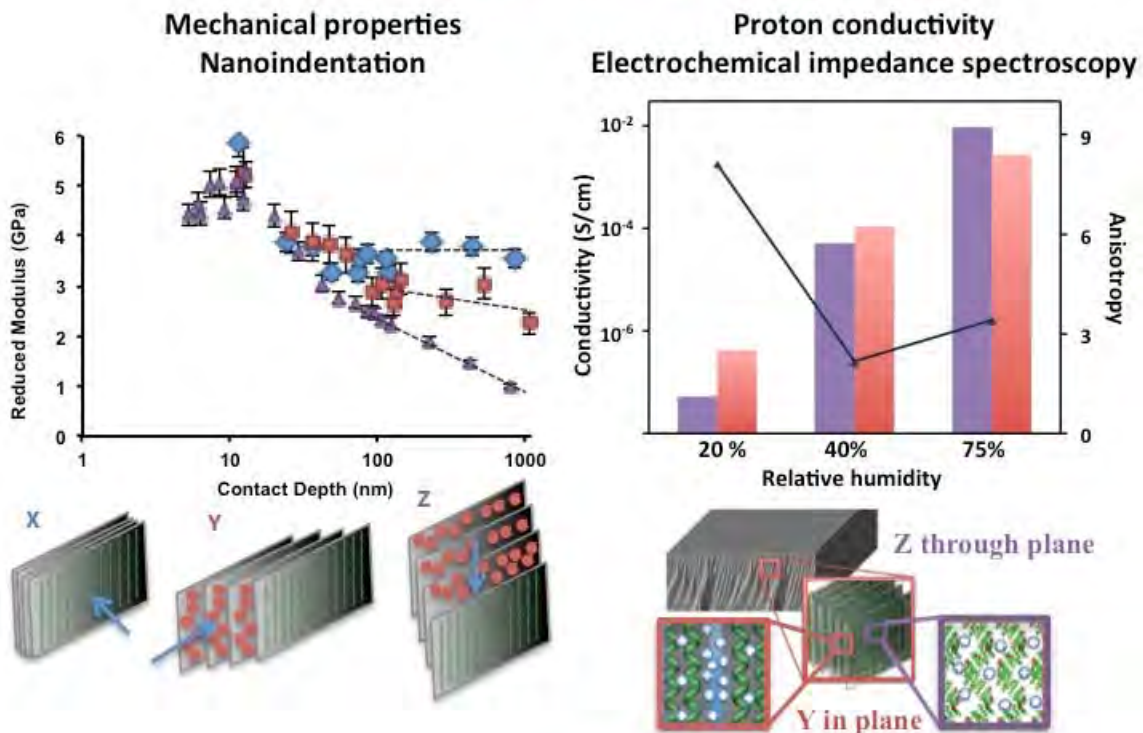 Mechanical properties
Nanoindentation
Reduced Modulus (GPa)
6
5
4
3
2
1
0
1
10
100
1000
Contact Depth (nm)
X
Y
Z
Proton conductivity
Electrochemical impedance spectroscopy
Conductivity (S/cm)
10⁻²
10⁻⁴
10⁻⁶
9
6
3
0
Anisotropy
20 %
40%
75%
Relative humidity
Z through plane
Y in plane